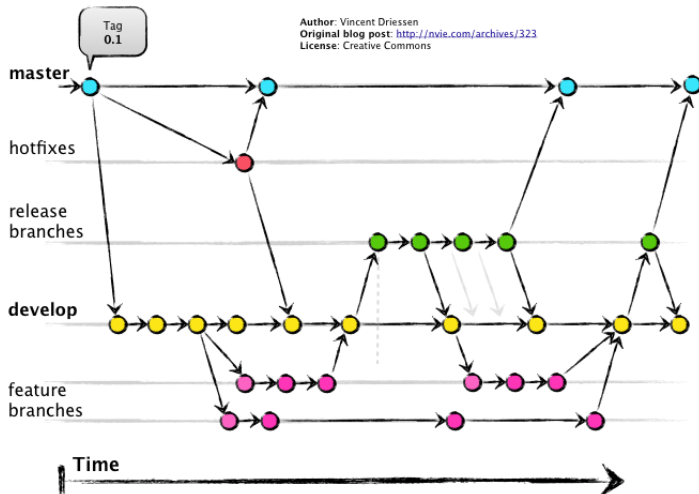 Tag
0.1
Author: Vincent Driessen
Original blog post: http://nvie.com/archives/323
License: Creative Commons
master
hotfixes
release
branches
develop
feature
branches
Time